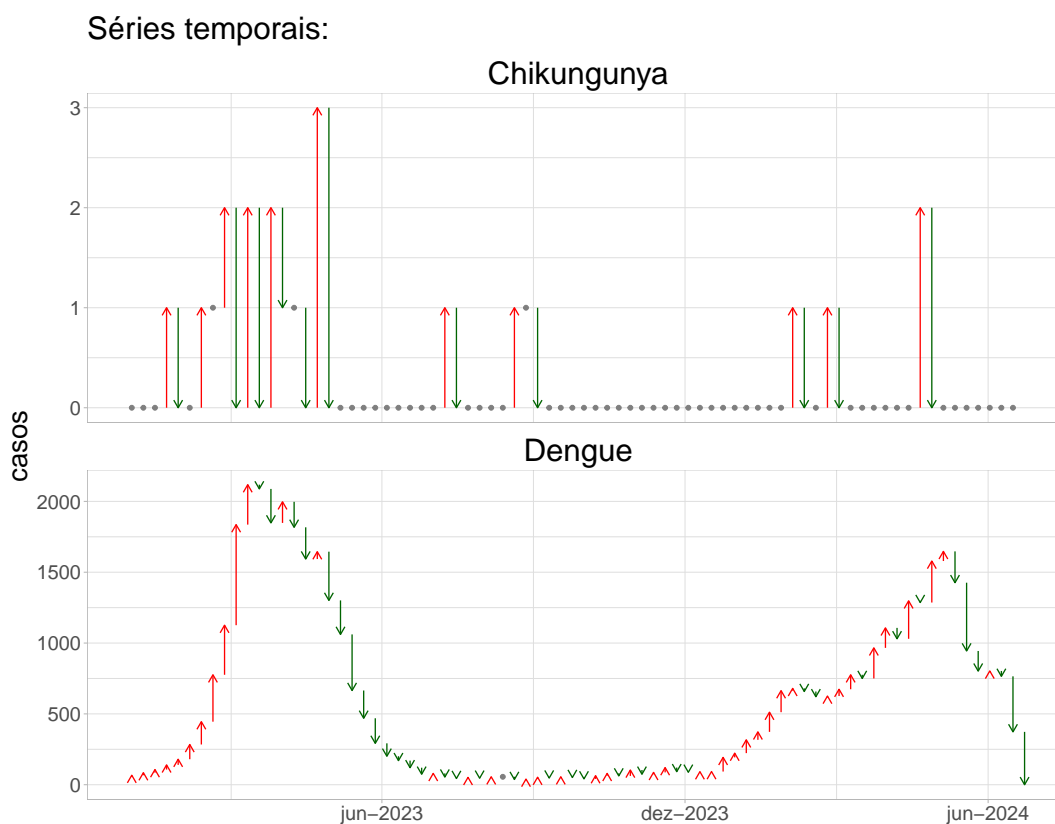 Séries temporais:
Chikungunya
3
2
1
0
casos
Dengue
2000
1500
1000
500
0
jun−2023
dez−2023
jun−2024